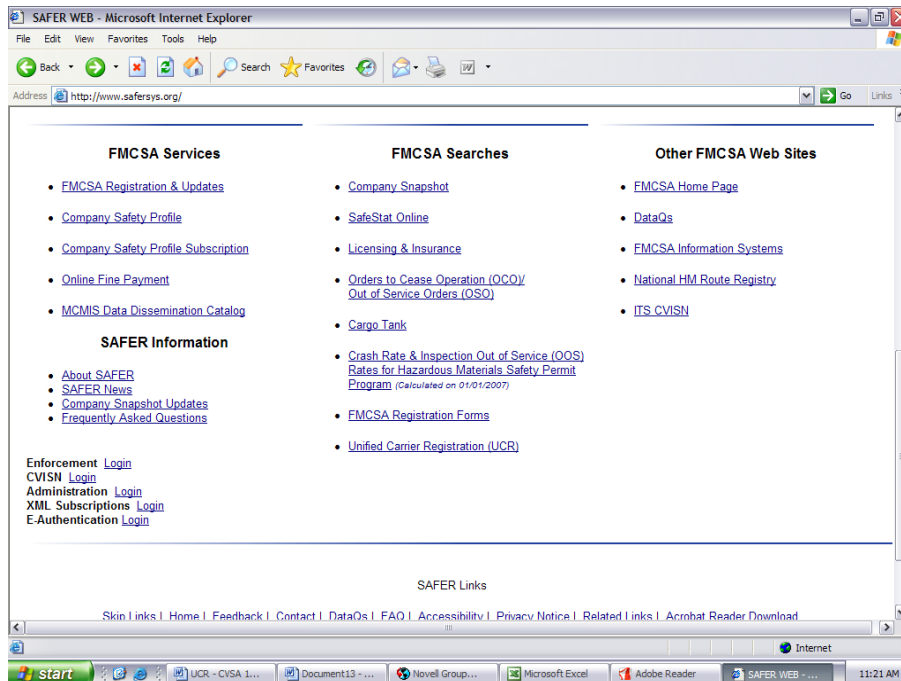 SAFER WEB - Microsoft Internet Explorer
File Edit View Favorites Tools Help
Back Search Favorites
Address http://www.safersys.org/ Go Links
FMCSA Services
FMCSA Registration & Updates
Company Safety Profile
Company Safety Profile Subscription
Online Fine Payment
MCMIS Data Dissemination Catalog
SAFER Information
About SAFER
SAFER News
Company Snapshot Updates
Frequently Asked Questions
Enforcement Login
CVISN Login
Administration Login
XML Subscriptions Login
E-Authentication Login
FMCSA Searches
Company Snapshot
SafeStat Online
Licensing & Insurance
Orders to Cease Operation (OCO)/
Out of Service Orders (OSO)
Cargo Tank
Crash Rate & Inspection Out of Service (OOS)
Rates for Hazardous Materials Safety Permit
Program (Calculated on 01/01/2007)
FMCSA Registration Forms
Unified Carrier Registration (UCR)
Other FMCSA Web Sites
FMCSA Home Page
DataQs
FMCSA Information Systems
National HM Route Registry
ITS CVISN
SAFER Links
Skip Links | Home | Feedback | Contact | DataQs | FAQ | Accessibility | Privacy Notice | Related Links | Acrobat Reader Download
Internet
start UCR - CVSA 1... Document13 - ... Novell Group... Microsoft Excel Adobe Reader SAFER WEB - ... 11:21 AM